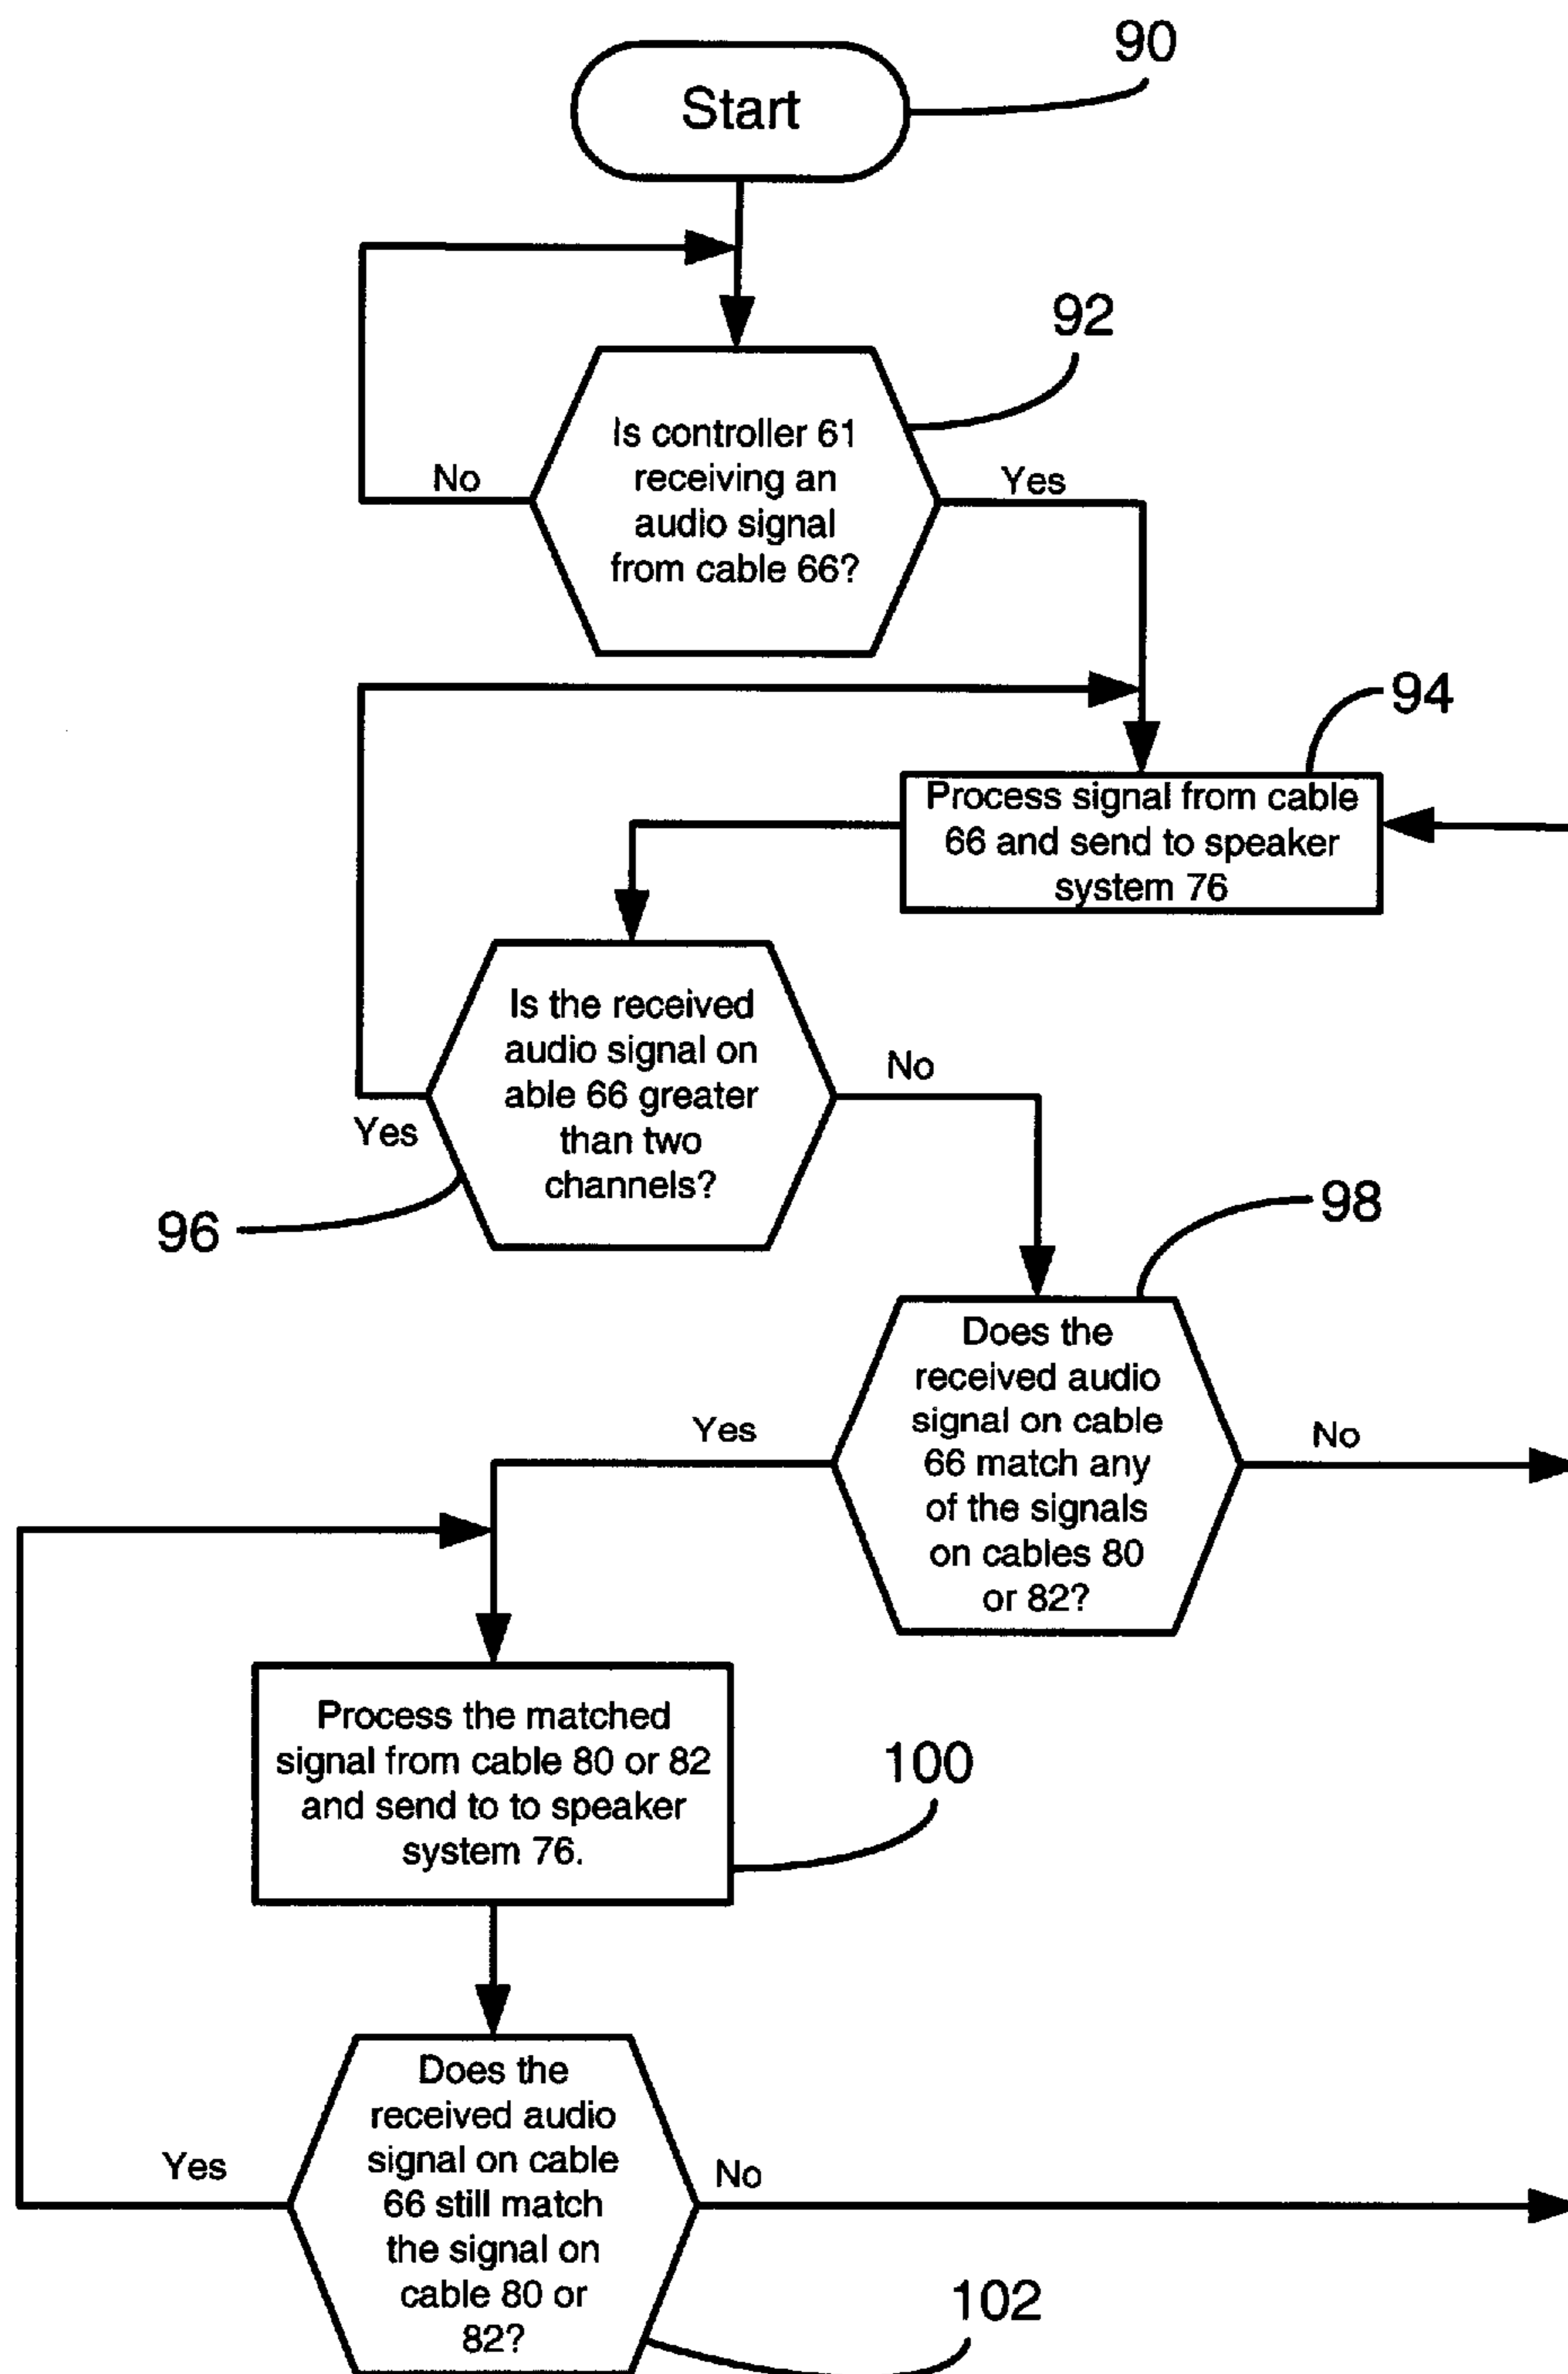 90
Start
92
Is controller 61
receiving an
audio signal
from cable 66?
No
Yes
94
Process signal from cable
66 and send to speaker
system 76
Is the received
audio signal on
able 66 greater
than two
channels?
No
Yes
96
98
Does the
received audio
signal on cable
66 match any
of the signals
on cables 80
or 82?
Yes
No
Process the matched
signal from cable 80 or 82
and send to to speaker
system 76.
100
Does the
received audio
signal on cable
66 still match
the signal on
cable 80 or
82?
Yes
No
102